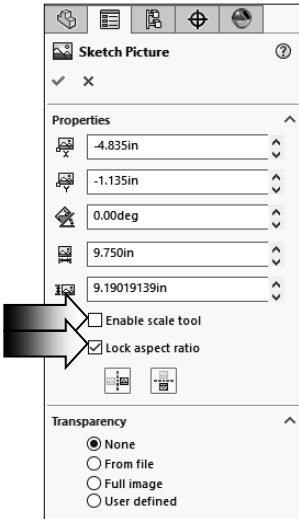 Sketch Picture
Properties
-4.835in
-1.135in
0.00deg
9.750in
9.19019139in
Enable scale tool
Lock aspect ratio
Transparency
None
From file
Full image
User defined